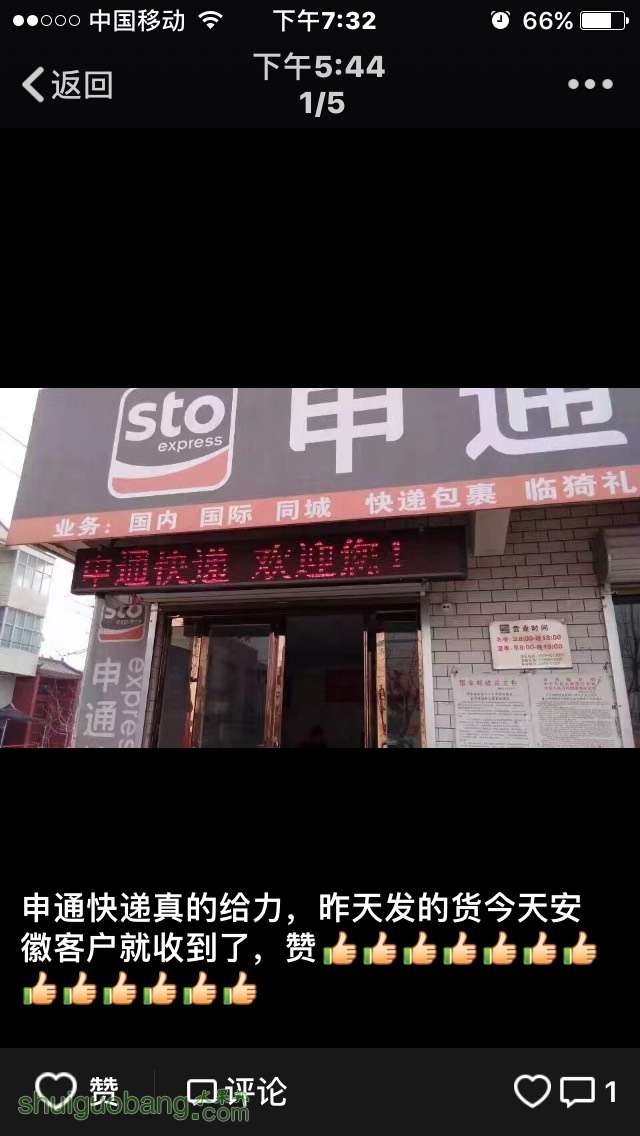 中国移动
下午7:32
66%
返回
下午5:44
1/5
sto
express
申通
业务：国内 国际 同城 快递包裹 临猗礼
申通快递 欢迎您！
sto
express
申通
营业时间
申通快递真的给力，昨天发的货今天安
徽客户就收到了，赞👍👍👍👍👍👍👍
👍👍👍👍👍👍
赞
评论
1
水果邦
shuiguobang.com